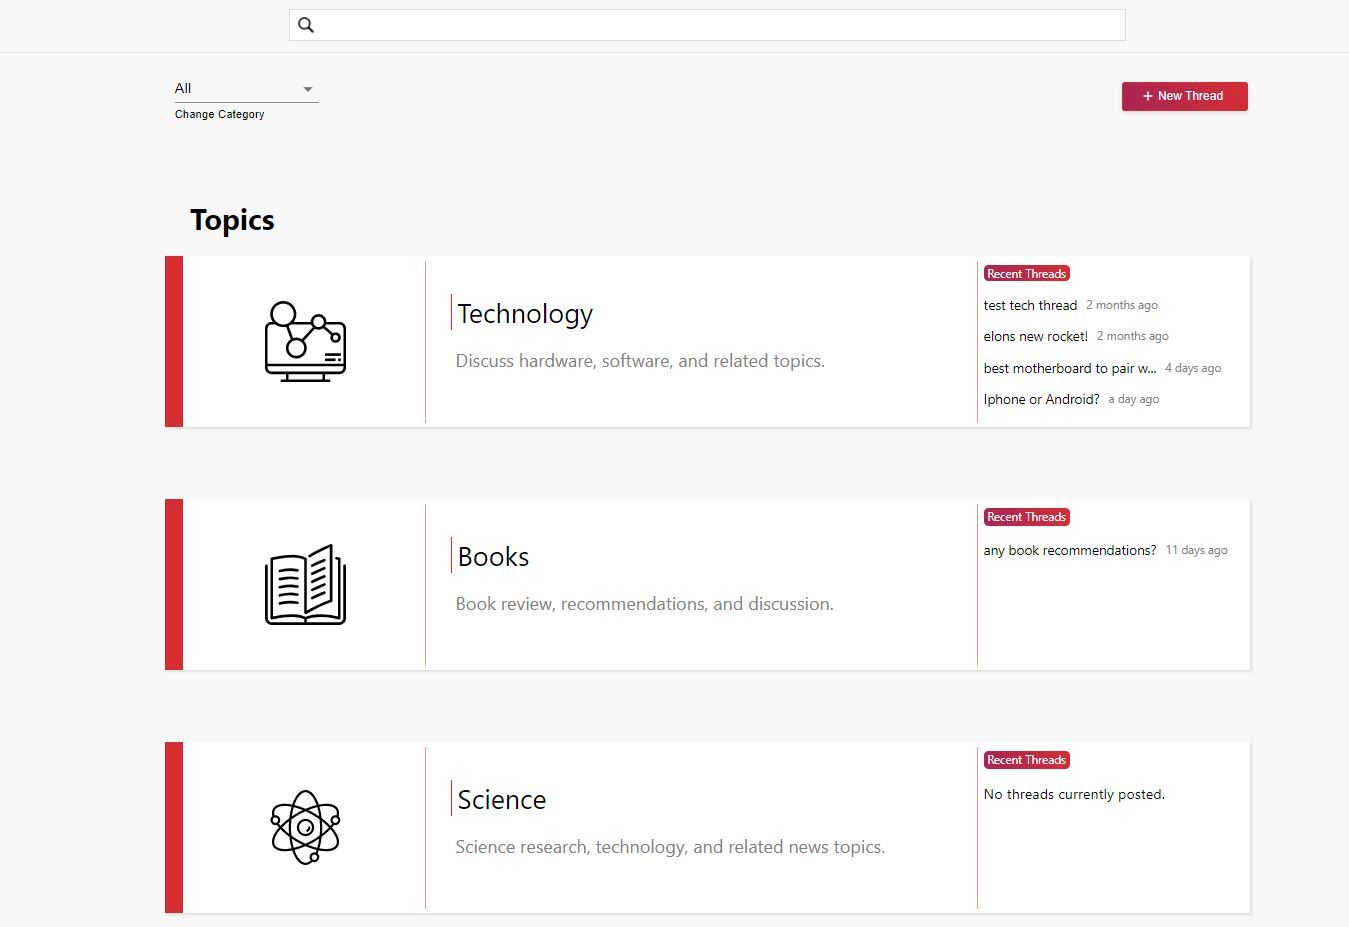 All
Change Category
+ New Thread
Topics
Technology
Discuss hardware, software, and related topics.
Recent Threads
test tech thread 2 months ago
elons new rocket! 2 months ago
best motherboard to pair w... 4 days ago
Iphone or Android? a day ago
Books
Book review, recommendations, and discussion.
Recent Threads
any book recommendations? 11 days ago
Science
Science research, technology, and related news topics.
Recent Threads
No threads currently posted.